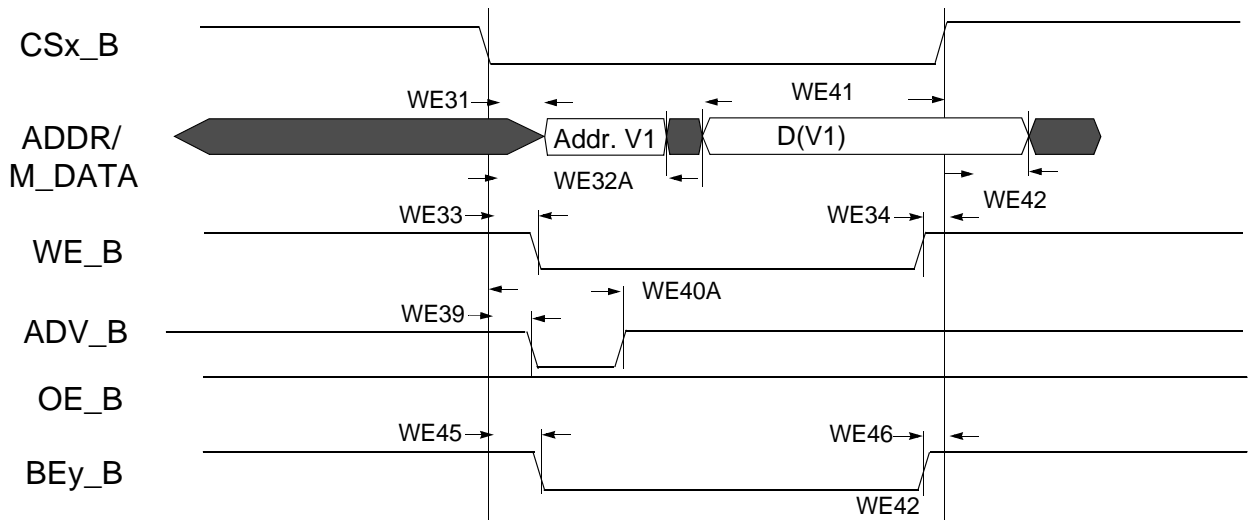 CSx_B
WE31
WE41
ADDR/
M_DATA
Addr. V1
D(V1)
WE32A
WE42
WE33
WE34
WE_B
WE40A
WE39
ADV_B
OE_B
WE45
WE46
BEy_B
WE42